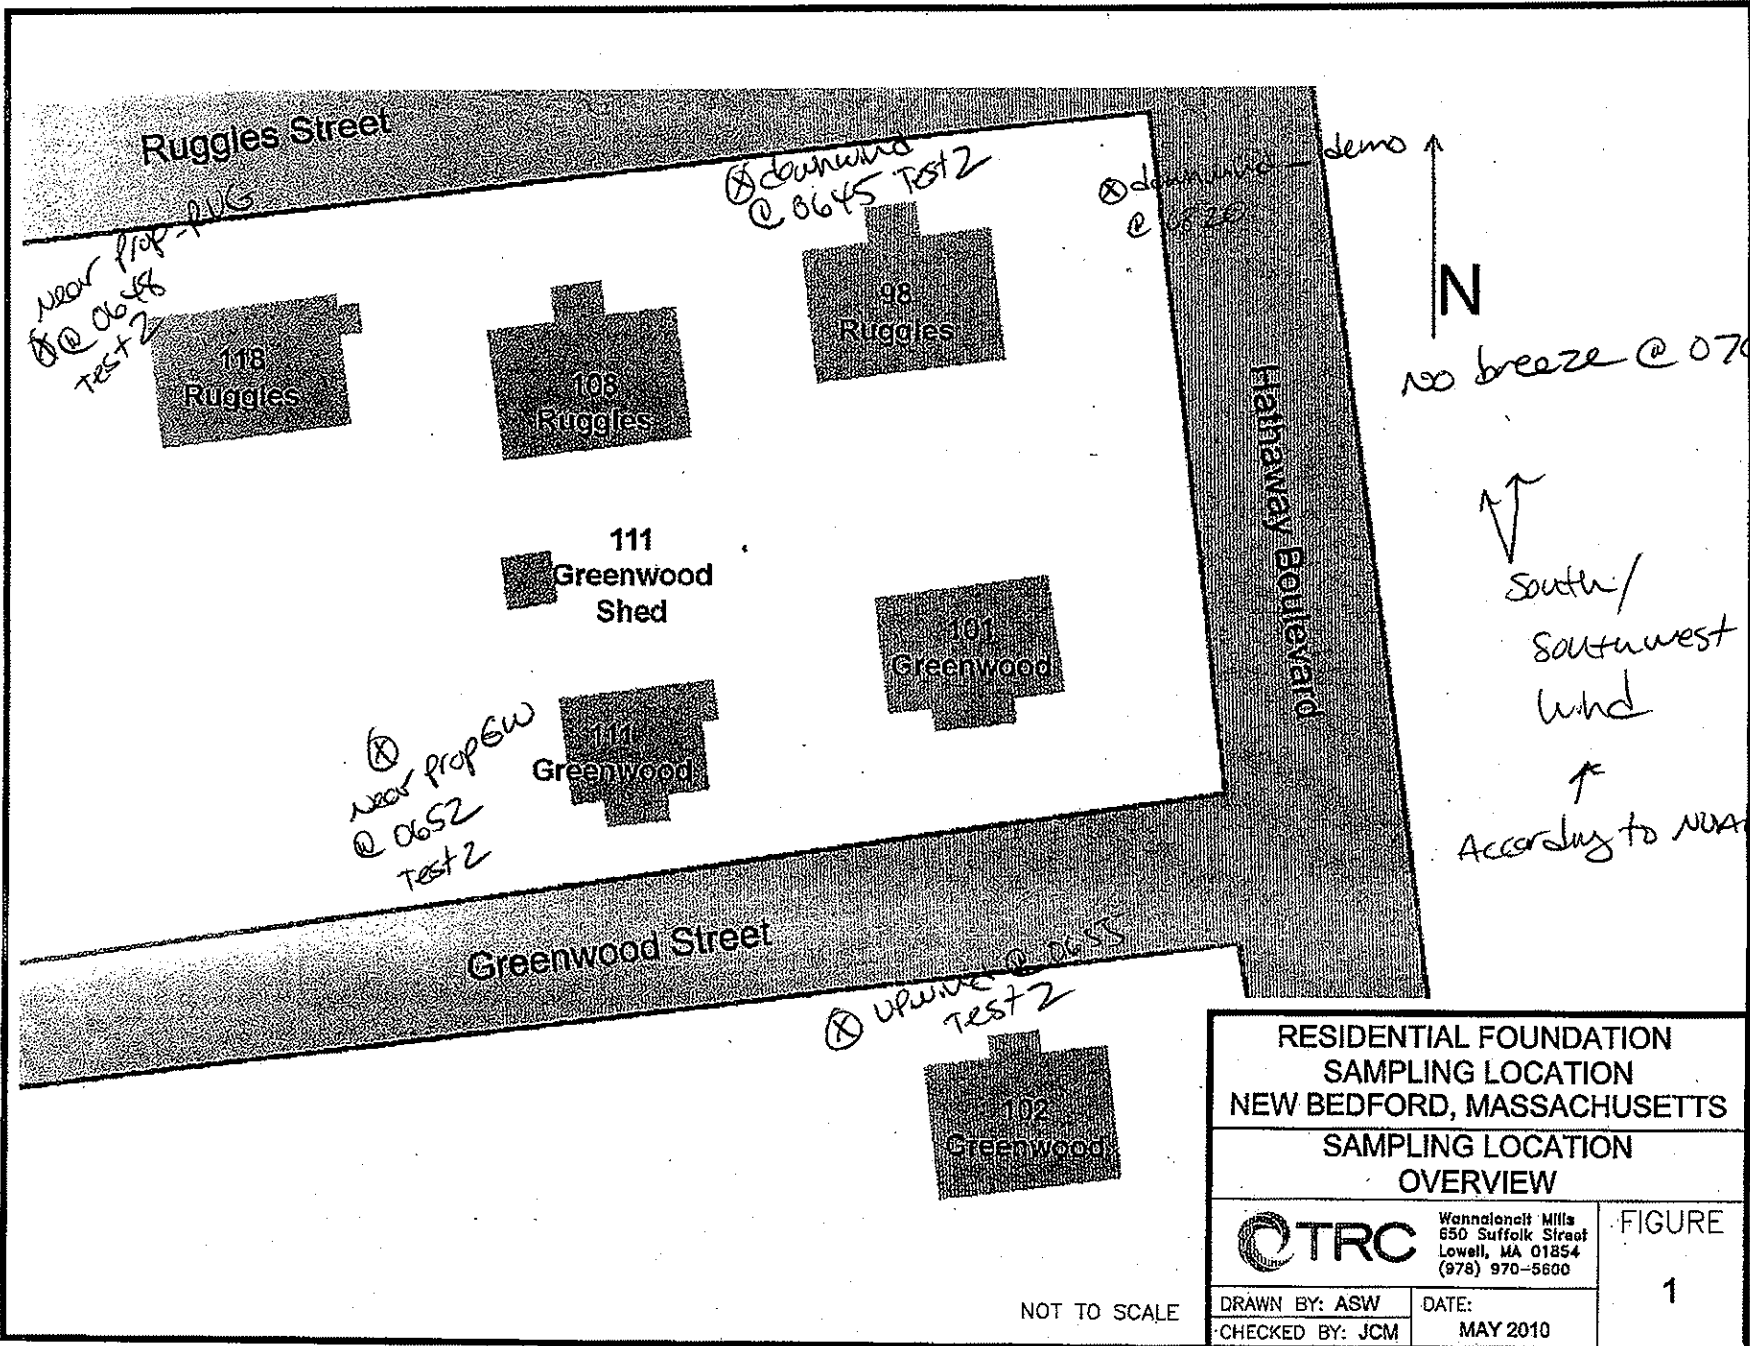 Ruggles Street
near prop-RUG
ⓧ @ 0648
Test 2
ⓧ downwind
@ 0645 Test 2
ⓧ downwind - demo
@ 0820
N
No breeze @ 070
118
Ruggles
108
Ruggles
98
Ruggles
Hathaway Boulevard
South/
Southwest
wind
According to NOA
111
Greenwood
Shed
101
Greenwood
111
Greenwood
ⓧ
near prop GW
@ 0652
Test 2
Greenwood Street
ⓧ upwind @ 0655
Test 2
102
Greenwood
NOT TO SCALE
RESIDENTIAL FOUNDATION
SAMPLING LOCATION
NEW BEDFORD, MASSACHUSETTS
SAMPLING LOCATION
OVERVIEW
TRC
Wannalancit Mills
650 Suffolk Street
Lowell, MA 01854
(978) 970-5600
FIGURE
1
DRAWN BY: ASW
CHECKED BY: JCM
DATE:
MAY 2010